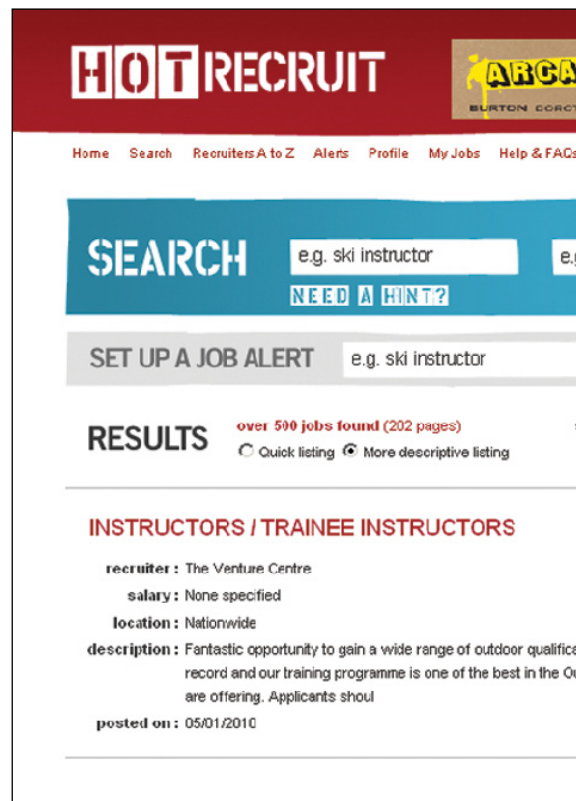 HOT RECRUIT
ARCA
BURTON
Home Search Recruiters A to Z Alerts Profile My Jobs Help & FAQs
SEARCH e.g. ski instructor e.g
NEED A HINT?
SET UP A JOB ALERT e.g. ski instructor
RESULTS
over 500 jobs found (202 pages)
Quick listing More descriptive listing
INSTRUCTORS / TRAINEE INSTRUCTORS
recruiter : The Venture Centre
salary : None specified
location : Nationwide
description : Fantastic opportunity to gain a wide range of outdoor qualifica
record and our training programme is one of the best in the Ou
are offering. Applicants shoul
posted on : 05/01/2010